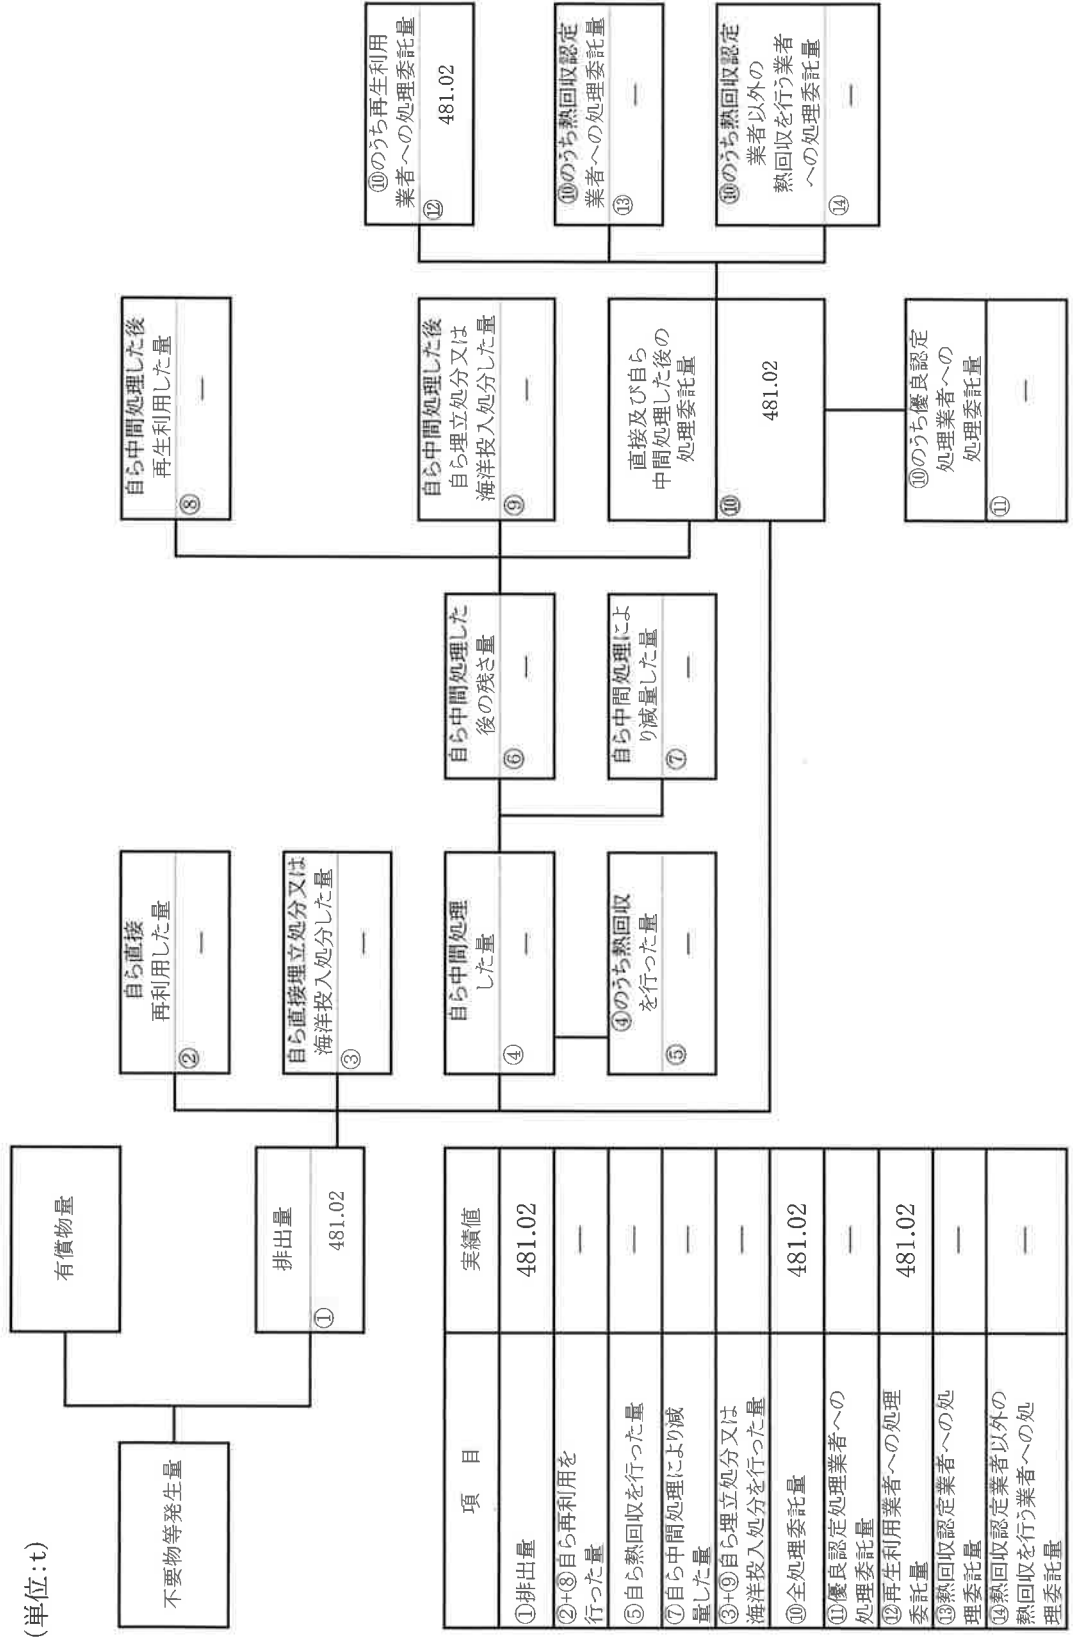 (単位:t)
不要物等発生量
有償物量
排出量
①
481.02
自ら直接
再利用した量
②
—
自ら直接埋立処分又は
海洋投入処分した量
③
—
自ら中間処理
した量
④
—
④のうち熱回収
を行った量
⑤
—
自ら中間処理した
後の残さ量
⑥
—
自ら中間処理によ
り減量した量
⑦
—
自ら中間処理した後
再生利用した量
⑧
—
自ら中間処理した後
自ら埋立処分又は
海洋投入処分した量
⑨
—
直接及び自ら
中間処理した後の
処理委託量
⑩
481.02
⑩のうち優良認定
処理業者への
処理委託量
⑪
—
⑩のうち再生利用
業者への処理委託量
⑫
481.02
⑩のうち熱回収認定
業者への処理委託量
⑬
—
⑩のうち熱回収認定
業者以外の
熱回収を行う業者
への処理委託量
⑭
—
項 目 実績値
①排出量 481.02
②+⑧自ら再利用を
行った量 —
⑤自ら熱回収を行った量 —
⑦自ら中間処理により減
量した量 —
③+⑨自ら埋立処分又は
海洋投入処分を行った量 —
⑩全処理委託量 481.02
⑪優良認定処理業者への
処理委託量 —
⑫再生利用業者への処理
委託量 481.02
⑬熱回収認定業者への処
理委託量 —
⑭熱回収認定業者以外の
熱回収を行う業者への処
理委託量 —